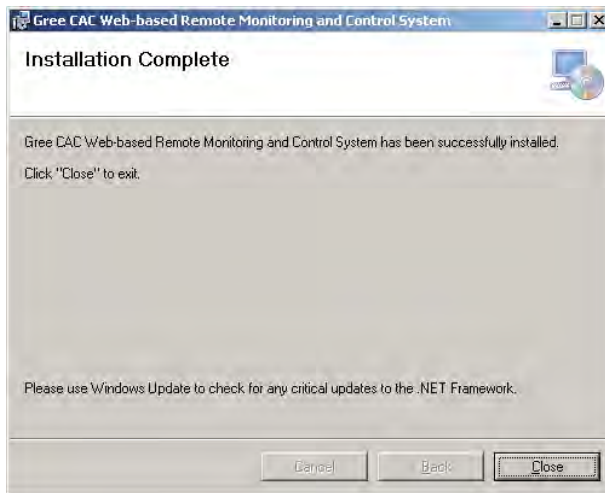 Gree CAC Web-based Remote Monitoring and Control System
Installation Complete
Gree CAC Web-based Remote Monitoring and Control System has been successfully installed.
Click "Close" to exit.
Please use Windows Update to check for any critical updates to the .NET Framework.
Cancel Back Close